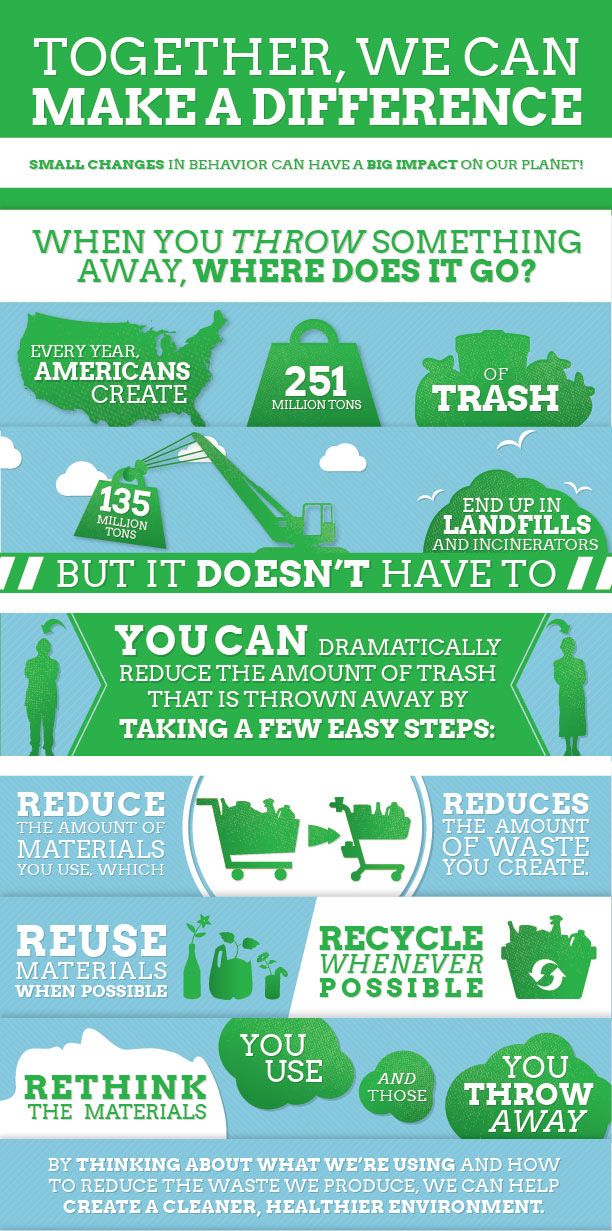 TOGETHER, WE CAN
MAKE A DIFFERENCE
SMALL CHANGES IN BEHAVIOR CAN HAVE A BIG IMPACT ON OUR PLANET!
WHEN YOU THROW SOMETHING
AWAY, WHERE DOES IT GO?
EVERY YEAR,
AMERICANS
CREATE
251
MILLION TONS
OF
TRASH
135
MILLION
TONS
END UP IN
LANDFILLS
AND INCINERATORS
BUT IT DOESN'T HAVE TO
YOU CAN DRAMATICALLY
REDUCE THE AMOUNT OF TRASH
THAT IS THROWN AWAY BY
TAKING A FEW EASY STEPS:
REDUCE
THE AMOUNT OF
MATERIALS
YOU USE, WHICH
REDUCES
THE AMOUNT
OF WASTE
YOU CREATE.
REUSE
MATERIALS
WHEN POSSIBLE
RECYCLE
WHENEVER
POSSIBLE
RETHINK
THE MATERIALS
YOU
USE
AND
THOSE
YOU
THROW
AWAY
BY THINKING ABOUT WHAT WE'RE USING AND HOW
TO REDUCE THE WASTE WE PRODUCE, WE CAN HELP
CREATE A CLEANER, HEALTHIER ENVIRONMENT.